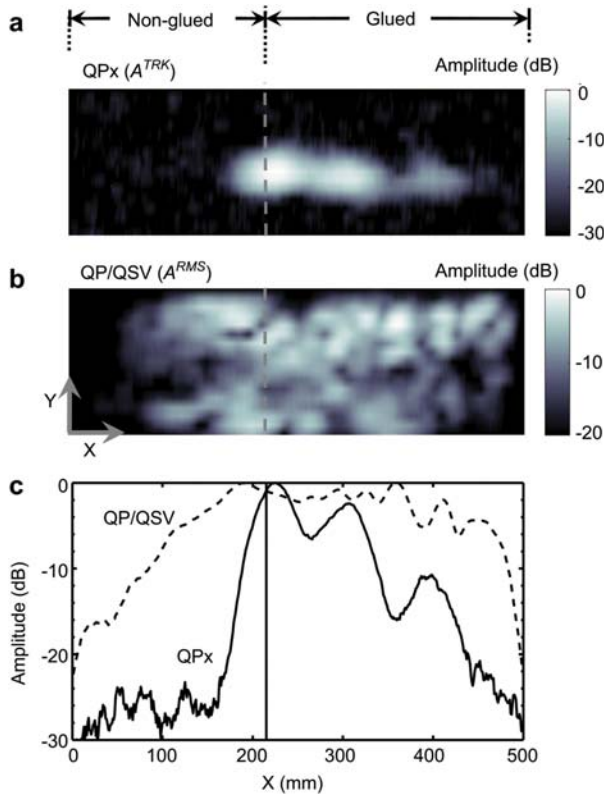 a
Non-glued
Glued
QPx (A^TRK)
Amplitude (dB)
0
-10
-20
-30
b
QP/QSV (A^RMS)
Amplitude (dB)
0
-10
-20
Y
X
c
0
-10
-20
-30
Amplitude (dB)
QP/QSV
QPx
0
100
200
300
400
500
X (mm)